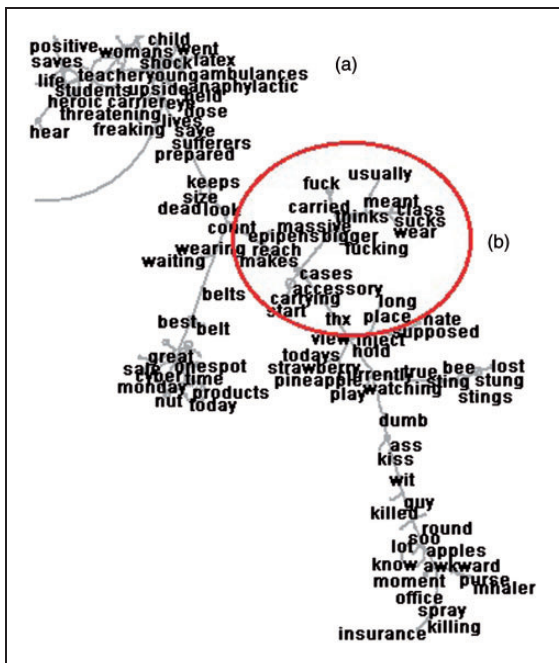 child
positive womans went
saves shock latex
(a)
life teacher young ambulances
students upside anaphylactic
heroic carrier eye held
threatening lives dose
hear freaking save
sufferers
prepared
usually
keeps fuck
size carried meant
dead look thinks class
count massive sucks
epipens bigger wear
wearing reach fucking (b)
waiting makes
cases
belts accessory
carrying long
start place
best thx hate
belt supposed
view inject
great todays hold
sale onespot strawberry currently true bee lost
cyber time pineapple sting stung
monday products play watching stings
nut today
dumb
ass
kiss
wit
guy
killed
round
soo
lot apples
know awkward
moment purse
inhaler
office
spray
insurance killing